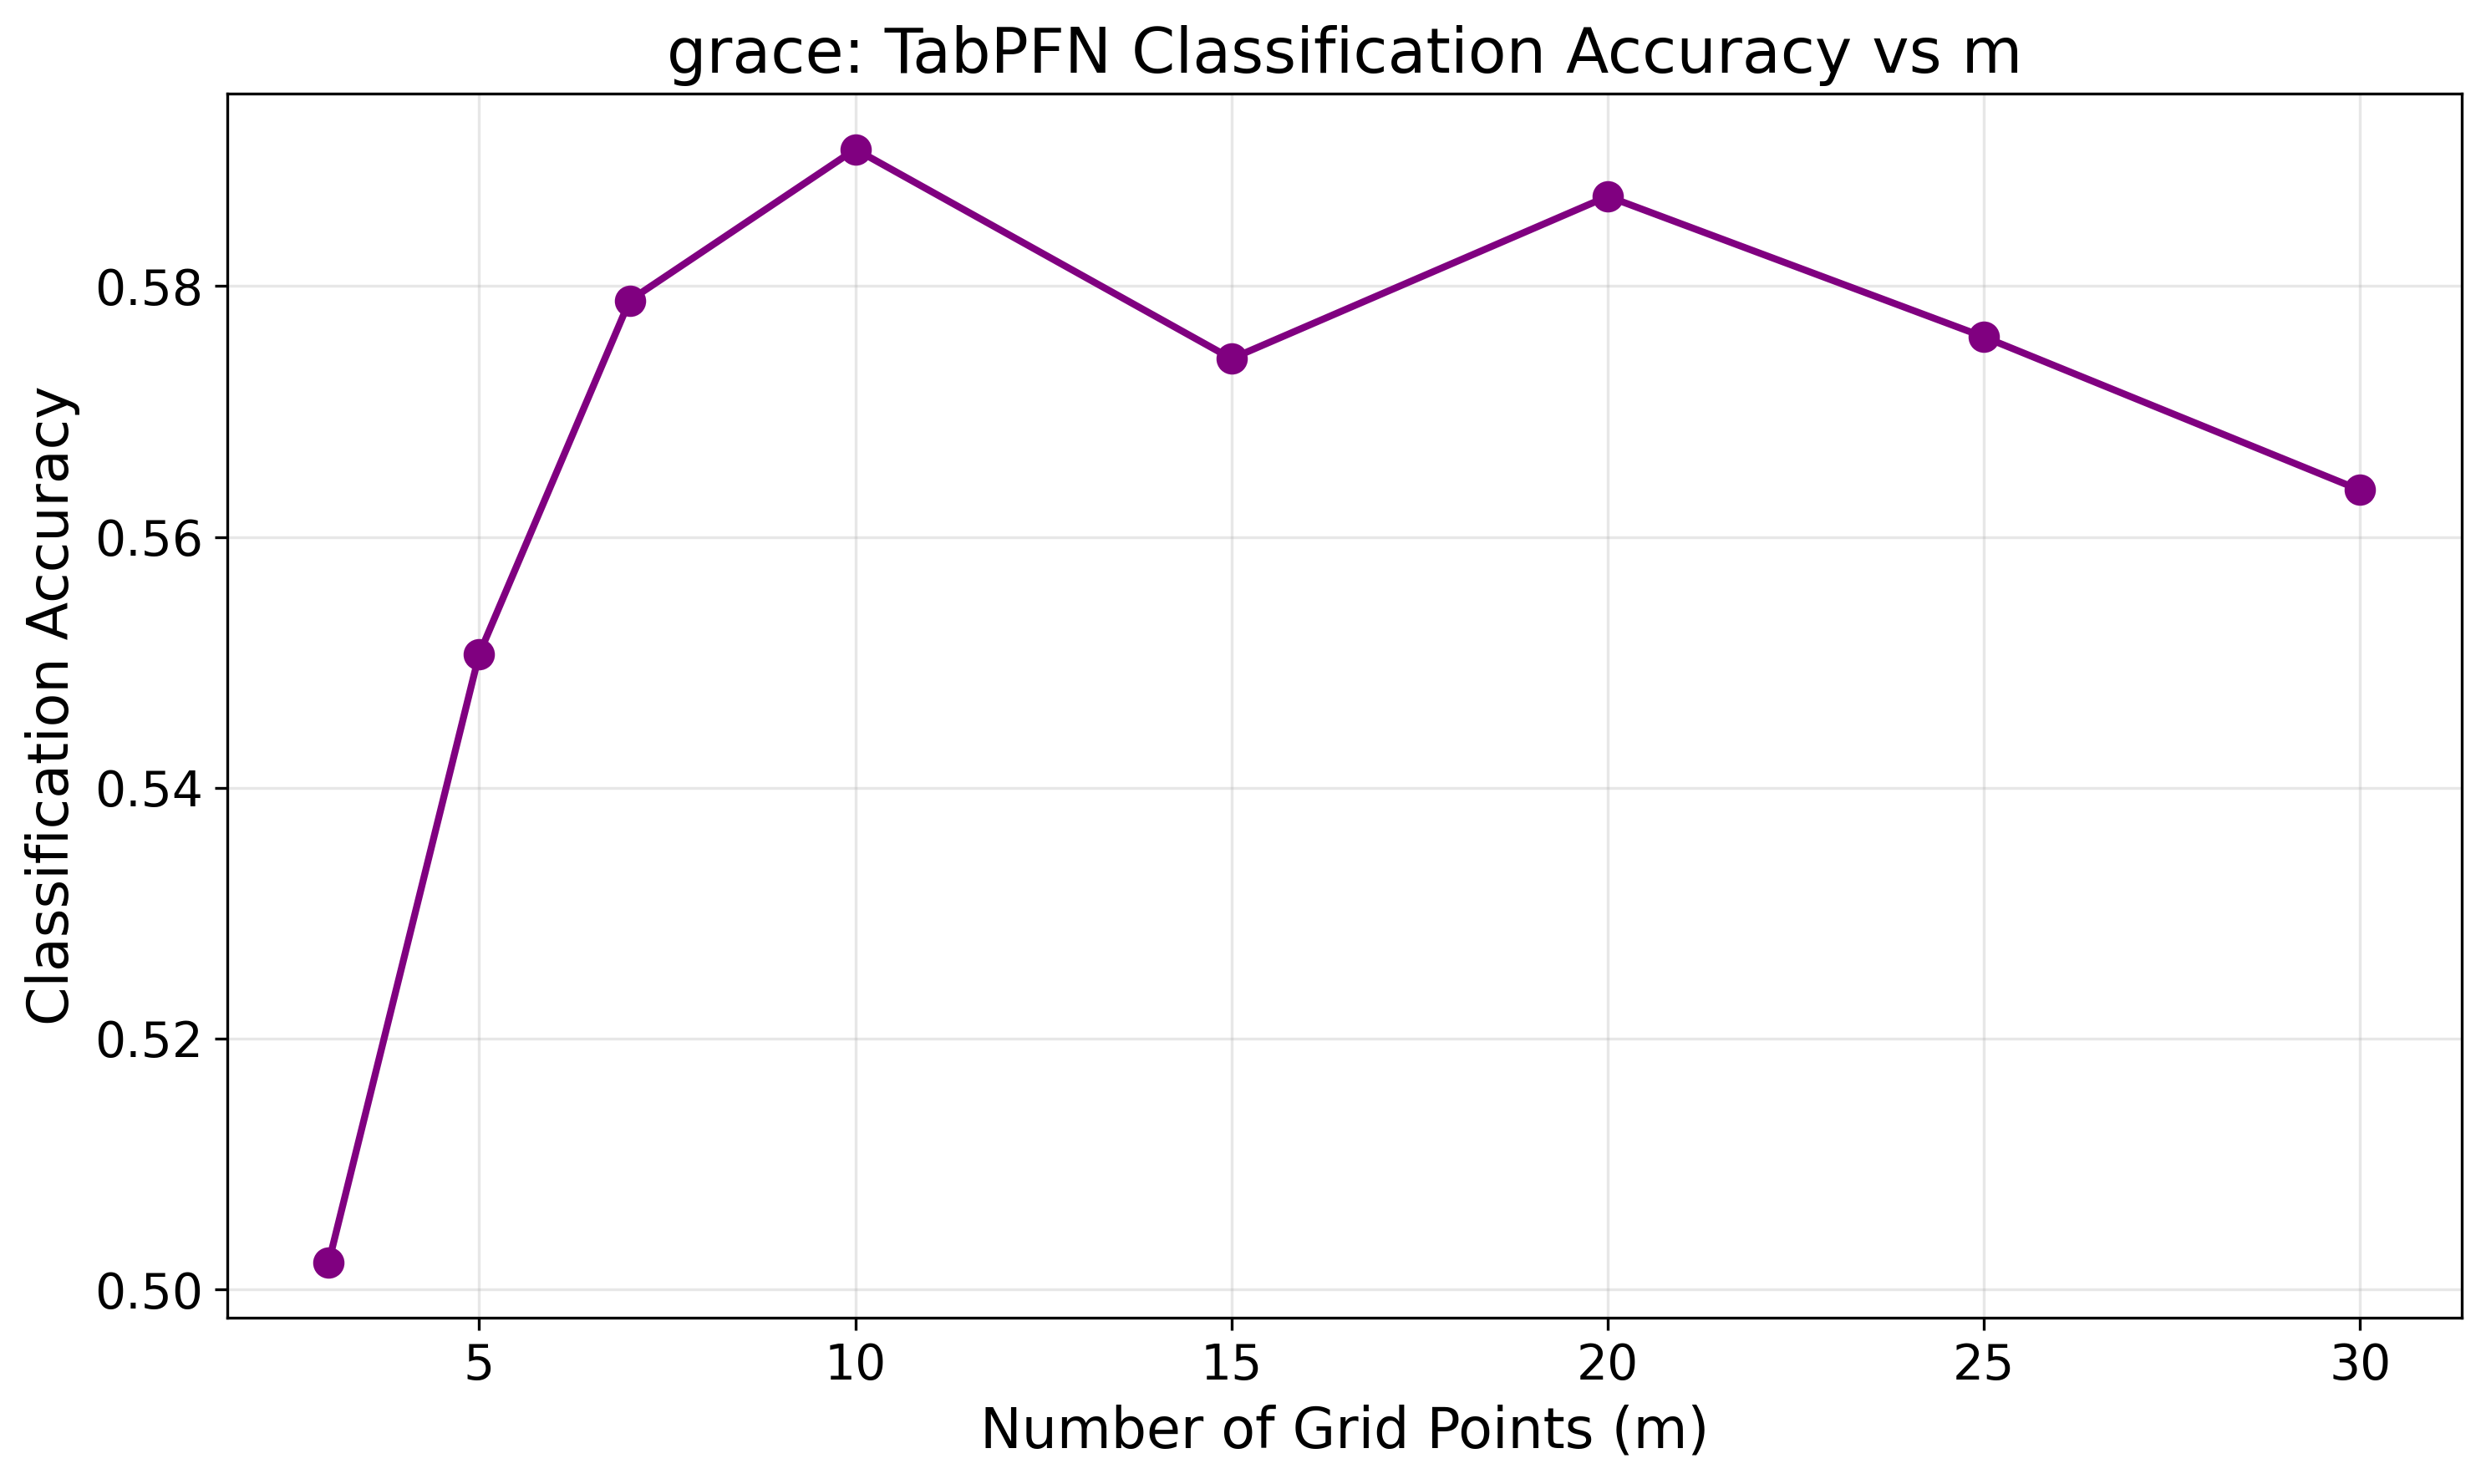 grace: TabPFN Classification Accuracy vs m
Classification Accuracy
0.58
0.56
0.54
0.52
0.50
5 10 15 20 25 30
Number of Grid Points (m)